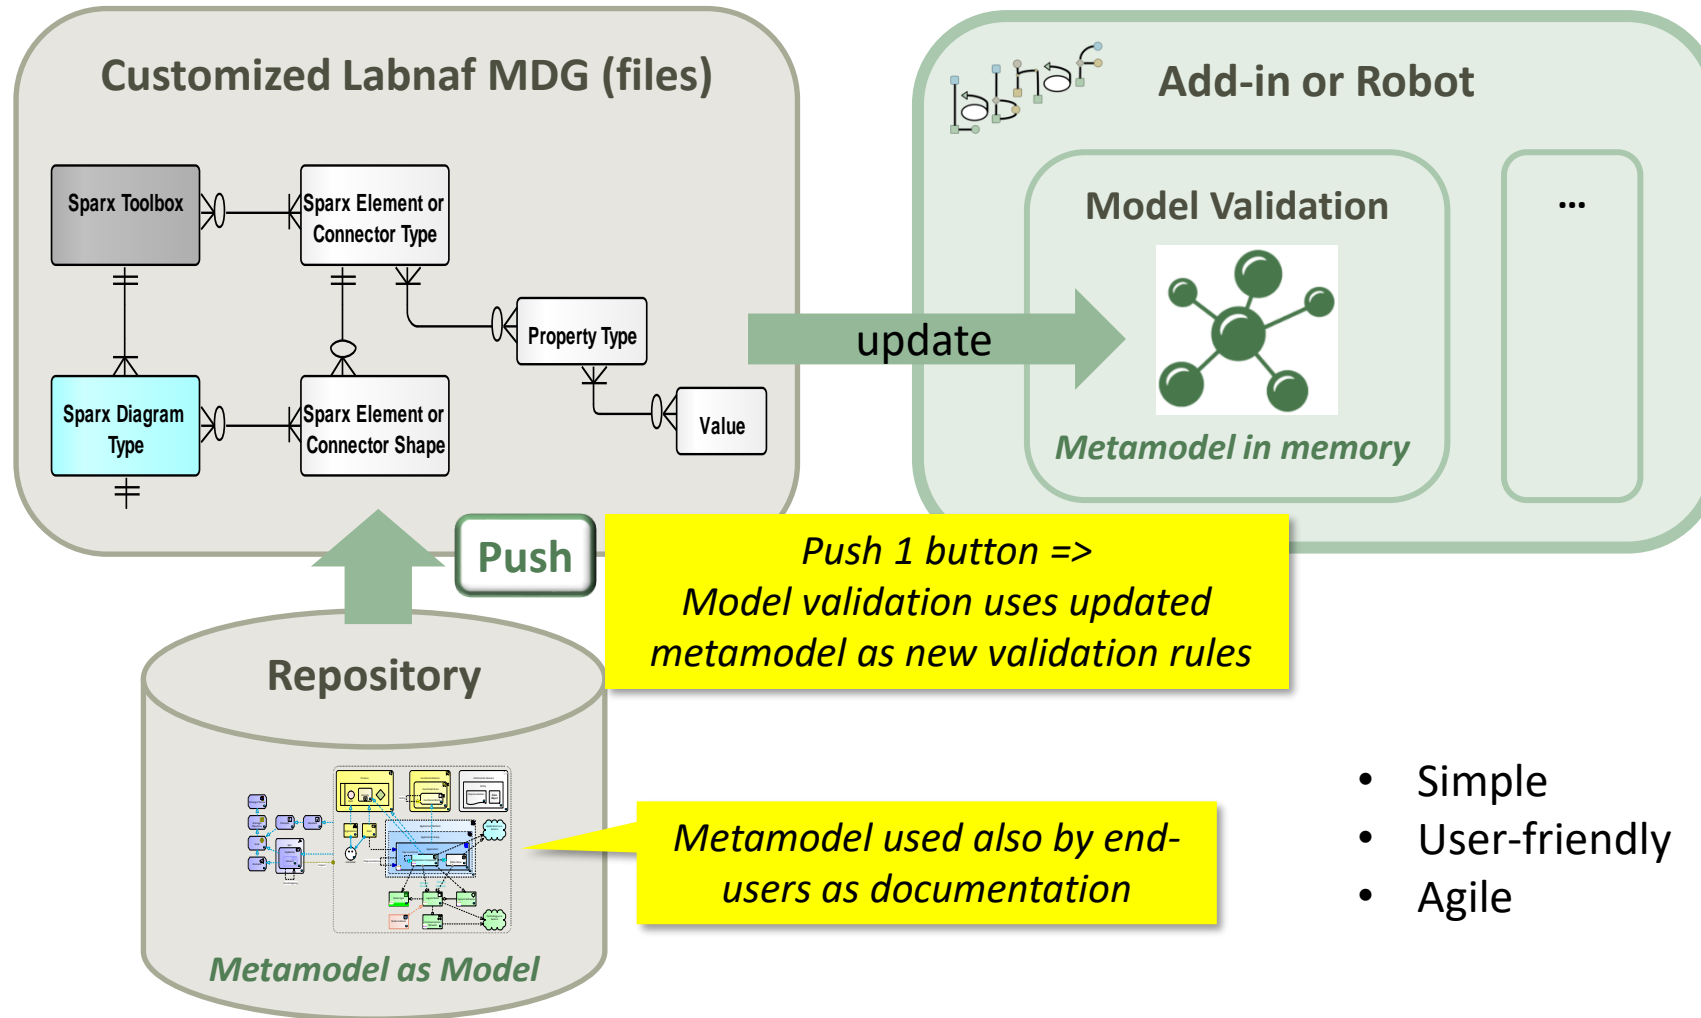 Customized Labnaf MDG (files)
Sparx Toolbox
Sparx Element or
Connector Type
Property Type
Sparx Diagram
Type
Sparx Element or
Connector Shape
Value
labnaf
Add-in or Robot
Model Validation
Metamodel in memory
...
update
Push
Push 1 button =>
Model validation uses updated
metamodel as new validation rules
Repository
Metamodel as Model
Metamodel used also by end-
users as documentation
• Simple
• User-friendly
• Agile